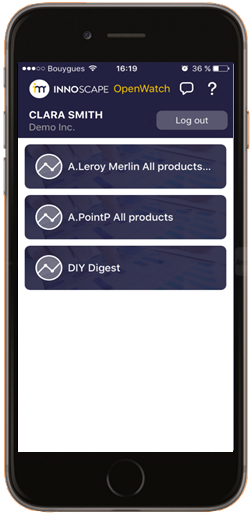 Bouygues 16:19 36 %
m INNOSCAPE OpenWatch ?
CLARA SMITH
Demo Inc.
Log out
A.Leroy Merlin All products...
A.PointP All products
DIY Digest